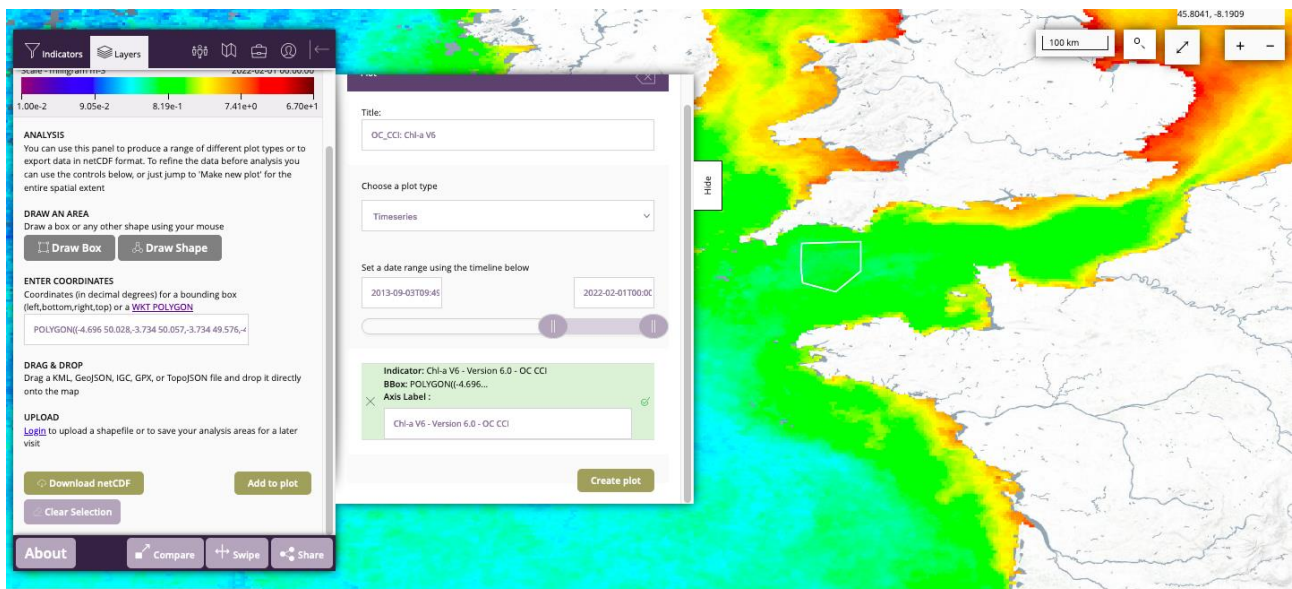 Indicators
Layers
Scale - milligram m-3
2022-02-01 00:00:00
1.00e-2
9.05e-2
8.19e-1
7.41e+0
6.70e+1
ANALYSIS
You can use this panel to produce a range of different plot types or to
export data in netCDF format. To refine the data before analysis you
can use the controls below, or just jump to 'Make new plot' for the
entire spatial extent
DRAW AN AREA
Draw a box or any other shape using your mouse
Draw Box
Draw Shape
ENTER COORDINATES
Coordinates (in decimal degrees) for a bounding box
(left,bottom,right,top) or a WKT POLYGON
POLYGON((-4.696 50.028,-3.734 50.057,-3.734 49.576,-4
DRAG & DROP
Drag a KML, GeoJSON, IGC, GPX, or TopoJSON file and drop it directly
onto the map
UPLOAD
Login to upload a shapefile or to save your analysis areas for a later
visit
Download netCDF
Add to plot
Clear Selection
About
Compare
Swipe
Share
Plot
Title:
OC_CCI: Chl-a V6
Choose a plot type
Timeseries
Set a date range using the timeline below
2013-09-03T09:45
2022-02-01T00:00
Indicator: Chl-a V6 - Version 6.0 - OC CCI
BBox: POLYGON((-4.696...
Axis Label :
Chl-a V6 - Version 6.0 - OC CCI
Create plot
Hide
45.8041, -8.1909
100 km
+
−